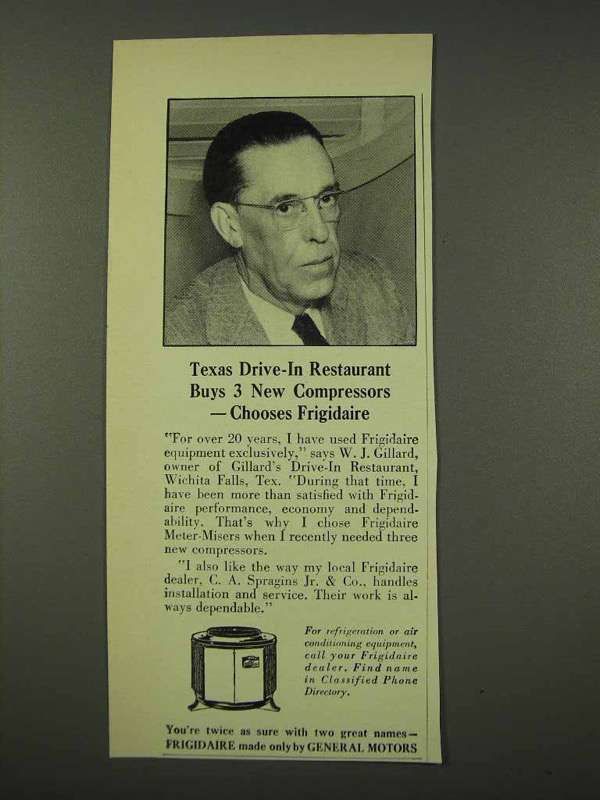 Texas Drive-In Restaurant
Buys 3 New Compressors
—Chooses Frigidaire
"For over 20 years, I have used Frigidaire
equipment exclusively," says W. J. Gillard,
owner of Gillard's Drive-In Restaurant,
Wichita Falls, Tex. "During that time, I
have been more than satisfied with Frigid-
aire performance, economy and depend-
ability. That's why I chose Frigidaire
Meter-Misers when I recently needed three
new compressors.
"I also like the way my local Frigidaire
dealer, C. A. Spragins Jr. & Co., handles
installation and service. Their work is al-
ways dependable."
For refrigeration or air
conditioning equipment,
call your Frigidaire
dealer. Find name
in Classified Phone
Directory.
You're twice as sure with two great names—
FRIGIDAIRE made only by GENERAL MOTORS